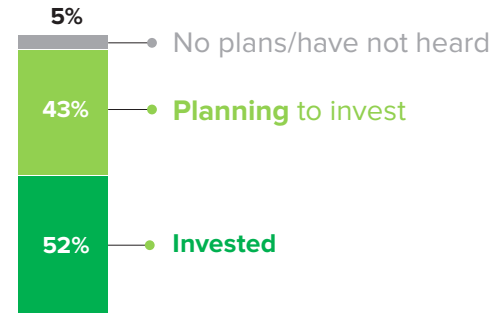 5%
No plans/have not heard
43%
Planning to invest
52%
Invested